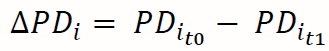 ΔPD_i = PD_{i_{t0}} − PD_{i_{t1}}